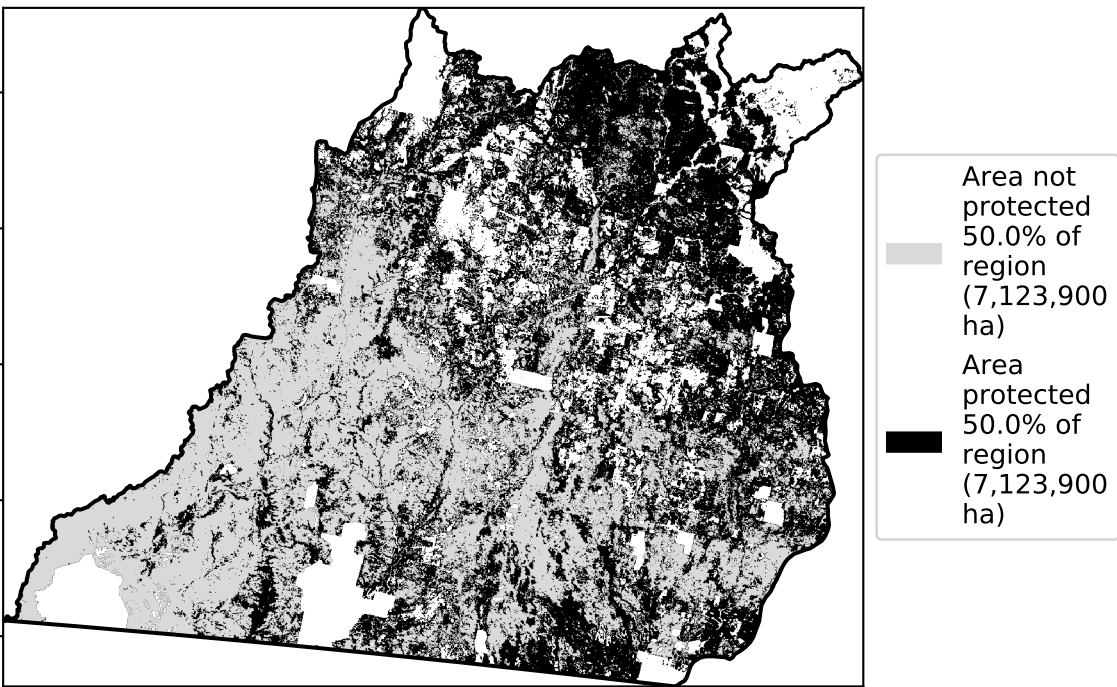 Area not
protected
50.0% of
region
(7,123,900
ha)
Area
protected
50.0% of
region
(7,123,900
ha)